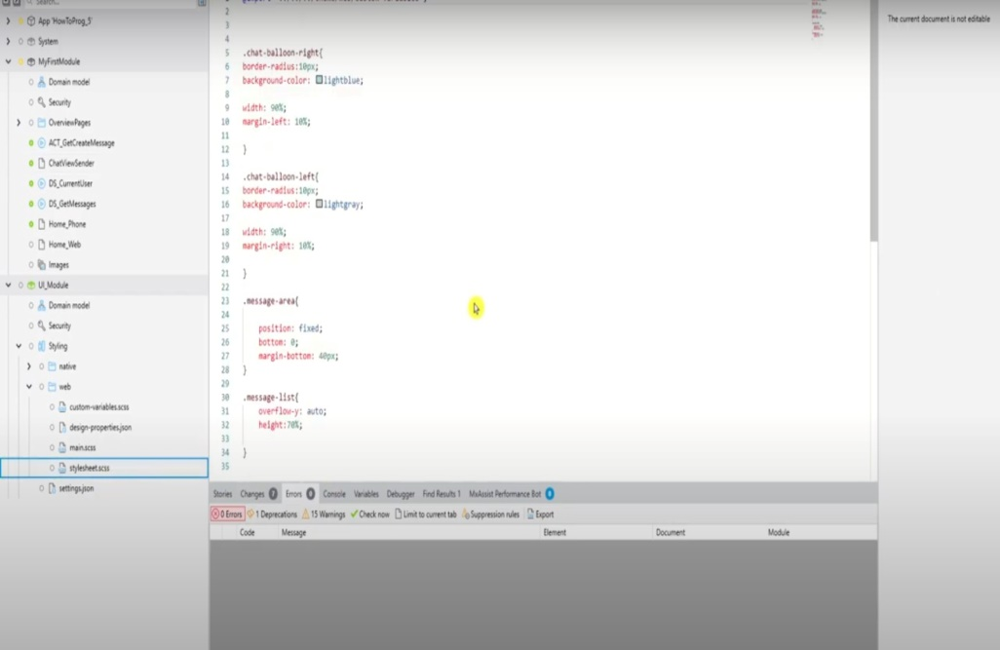 Search...
App 'HowToProg_5'
System
MyFirstModule
Domain model
Security
OverviewPages
ACT_GetCreateMessage
ChatViewSender
DS_CurrentUser
DS_GetMessages
Home_Phone
Home_Web
Images
UI_Module
Domain model
Security
Styling
native
web
custom-variables.scss
design-properties.json
main.scss
stylesheet.scss
settings.json
2
3
4
5 .chat-balloon-right{
6 border-radius:10px;
7 background-color: lightblue;
8
9 width: 90%;
10 margin-left: 10%;
11
12 }
13
14 .chat-balloon-left{
15 border-radius:10px;
16 background-color: lightgray;
17
18 width: 90%;
19 margin-right: 10%;
20
21 }
22
23 .message-area{
24
25 position: fixed;
26 bottom: 0;
27 margin-bottom: 40px;
28 }
29
30 .message-list{
31 overflow-y: auto;
32 height:70%;
33
34 }
35
The current document is not editable
Stories Changes Errors 0 Console Variables Debugger Find Results 1 MxAssist Performance Bot 0
0 Errors 1 Deprecations 15 Warnings Check now Limit to current tab Suppression rules Export
Code Message Element Document Module